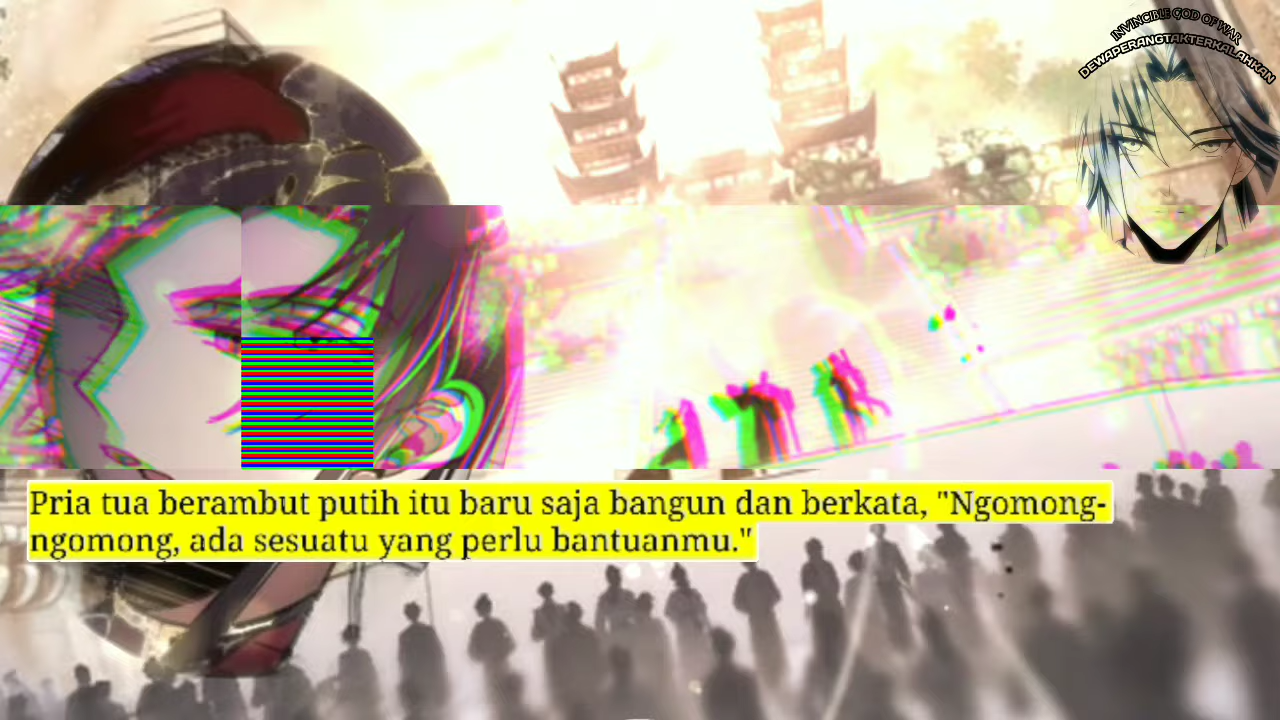 INVINCIBLE GOD OF WAR
DEWAPERANGTAKTERKALAHKAN
Pria tua berambut putih itu baru saja bangun dan berkata, "Ngomong-
ngomong, ada sesuatu yang perlu bantuanmu."